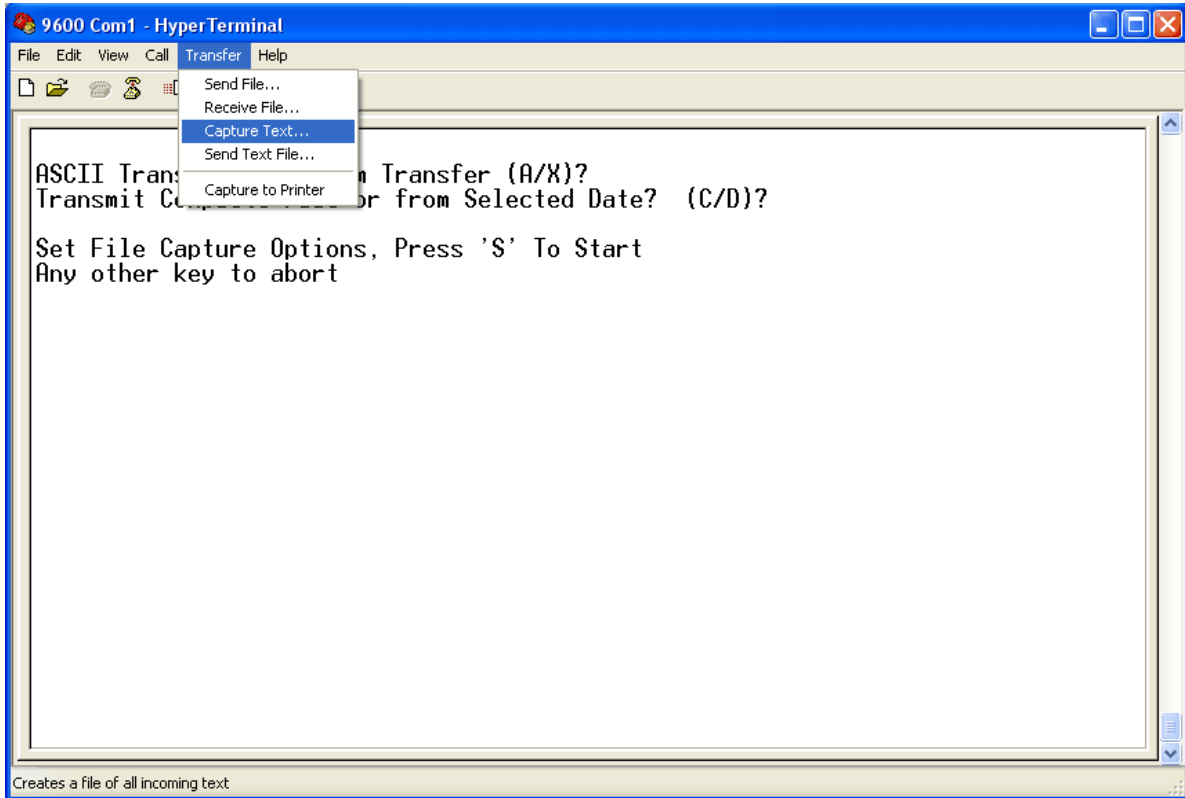 9600 Com1 - HyperTerminal
File Edit View Call Transfer Help
Send File...
Receive File...
Capture Text...
Send Text File...
Capture to Printer
ASCII Tran Transfer (A/X)?
Transmit or from Selected Date? (C/D)?
Set File Capture Options, Press 'S' To Start
Any other key to abort
Creates a file of all incoming text